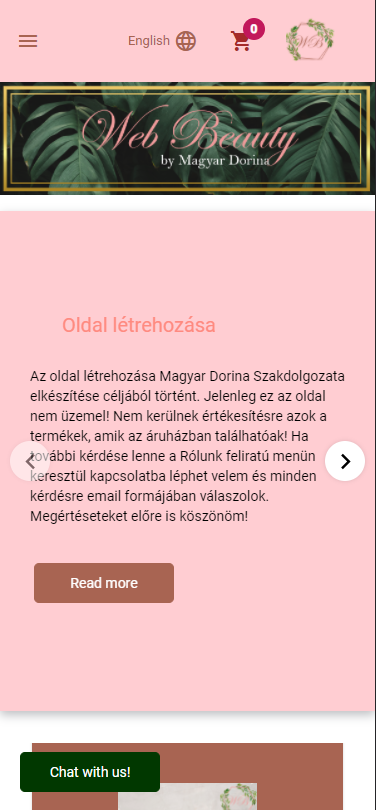 English
0
WB
Web Beauty
by Magyar Dorina
Oldal létrehozása
Az oldal létrehozása Magyar Dorina Szakdolgozata
elkészítése céljából történt. Jelenleg ez az oldal
nem üzemel! Nem kerülnek értékesítésre azok a
termékek, amik az áruházban találhatóak! Ha
további kérdése lenne a Rólunk feliratú menün
keresztül kapcsolatba léphet velem és minden
kérdésre email formájában válaszolok.
Megértéseteket előre is köszönöm!
Read more
Chat with us!